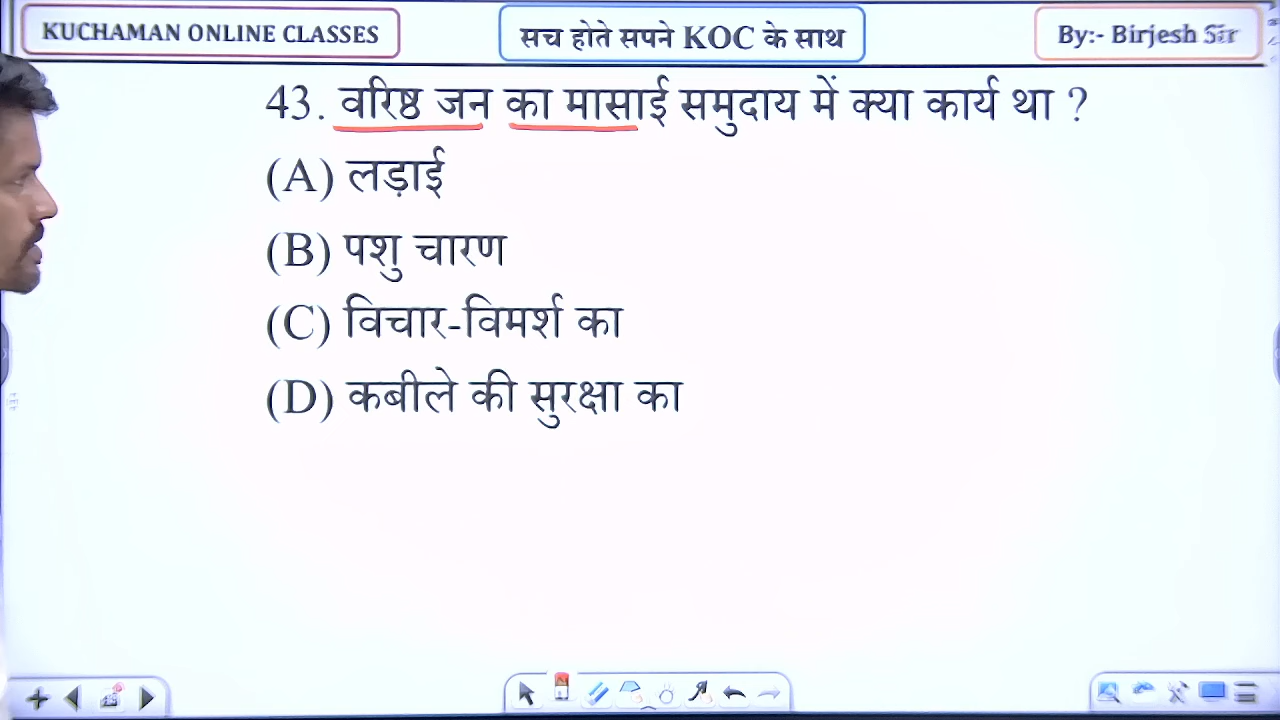 KUCHAMAN ONLINE CLASSES
सच होते सपने KOC के साथ
By:- Birjesh Sir
43. वरिष्ठ जन का मासाई समुदाय में क्या कार्य था ?
(A) लड़ाई
(B) पशु चारण
(C) विचार-विमर्श का
(D) कबीले की सुरक्षा का